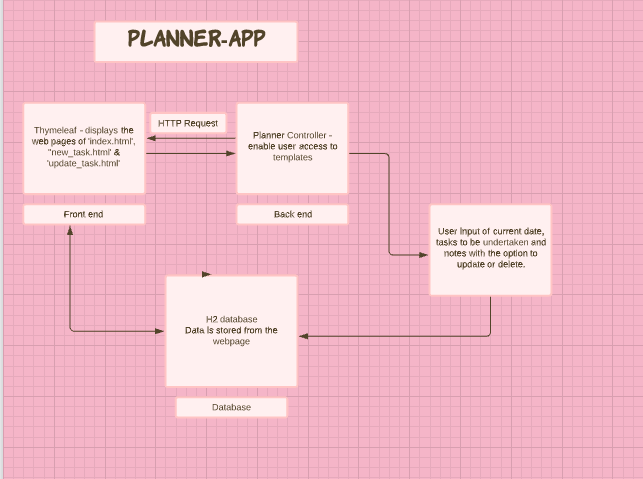 PLANNER-APP
HTTP Request
Thymeleaf - displays the
web pages of 'index.html',
"new_task.html' &
'update_task.html'
Planner Controller -
enable user access to
templates
Front end
Back end
User Input of current date,
tasks to be undertaken and
notes with the option to
update or delete.
H2 database
Data is stored from the
webpage
Database